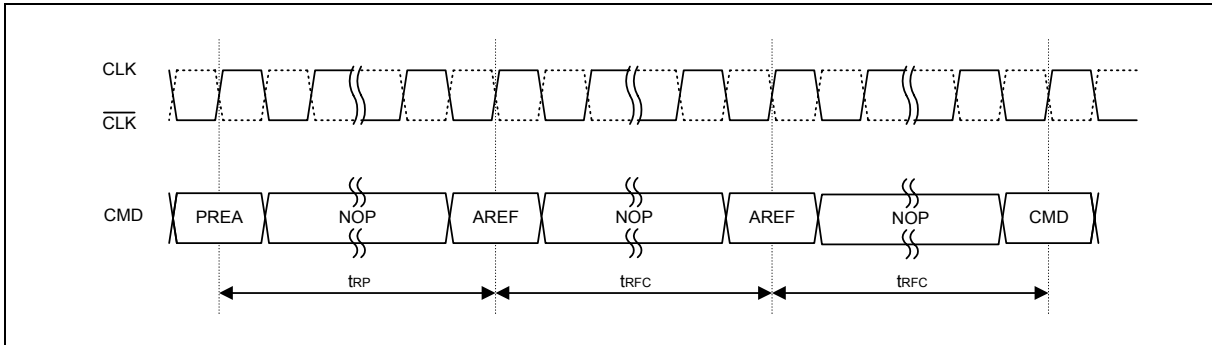 CLK
CLK
CMD PREA NOP AREF NOP AREF NOP CMD
tRP tRFC tRFC